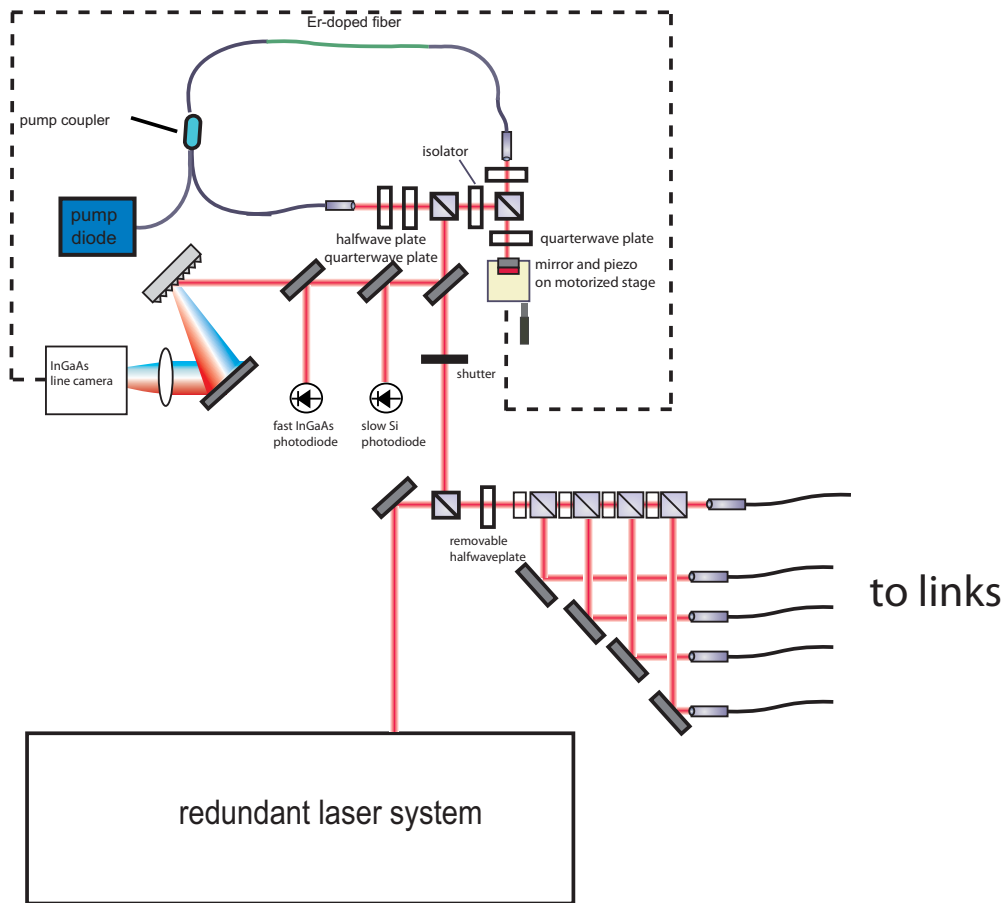 Er-doped fiber
pump coupler
isolator
pump
diode
halfwave plate
quarterwave plate
quarterwave plate
mirror and piezo
on motorized stage
InGaAs
line camera
shutter
fast InGaAs
photodiode
slow Si
photodiode
removable
halfwaveplate
to links
redundant laser system